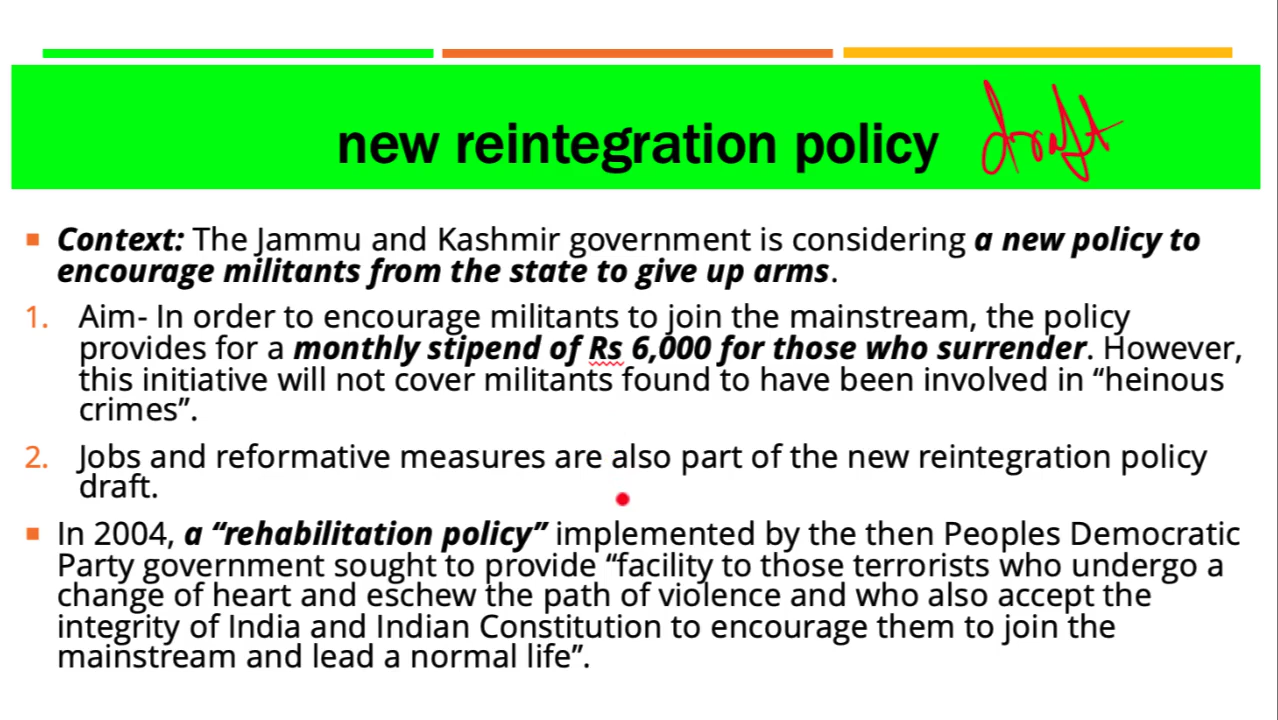 new reintegration policy draft
Context: The Jammu and Kashmir government is considering a new policy to
encourage militants from the state to give up arms.
1. Aim- In order to encourage militants to join the mainstream, the policy
provides for a monthly stipend of Rs 6,000 for those who surrender. However,
this initiative will not cover militants found to have been involved in “heinous
crimes”.
2. Jobs and reformative measures are also part of the new reintegration policy
draft.
In 2004, a “rehabilitation policy” implemented by the then Peoples Democratic
Party government sought to provide “facility to those terrorists who undergo a
change of heart and eschew the path of violence and who also accept the
integrity of India and Indian Constitution to encourage them to join the
mainstream and lead a normal life”.